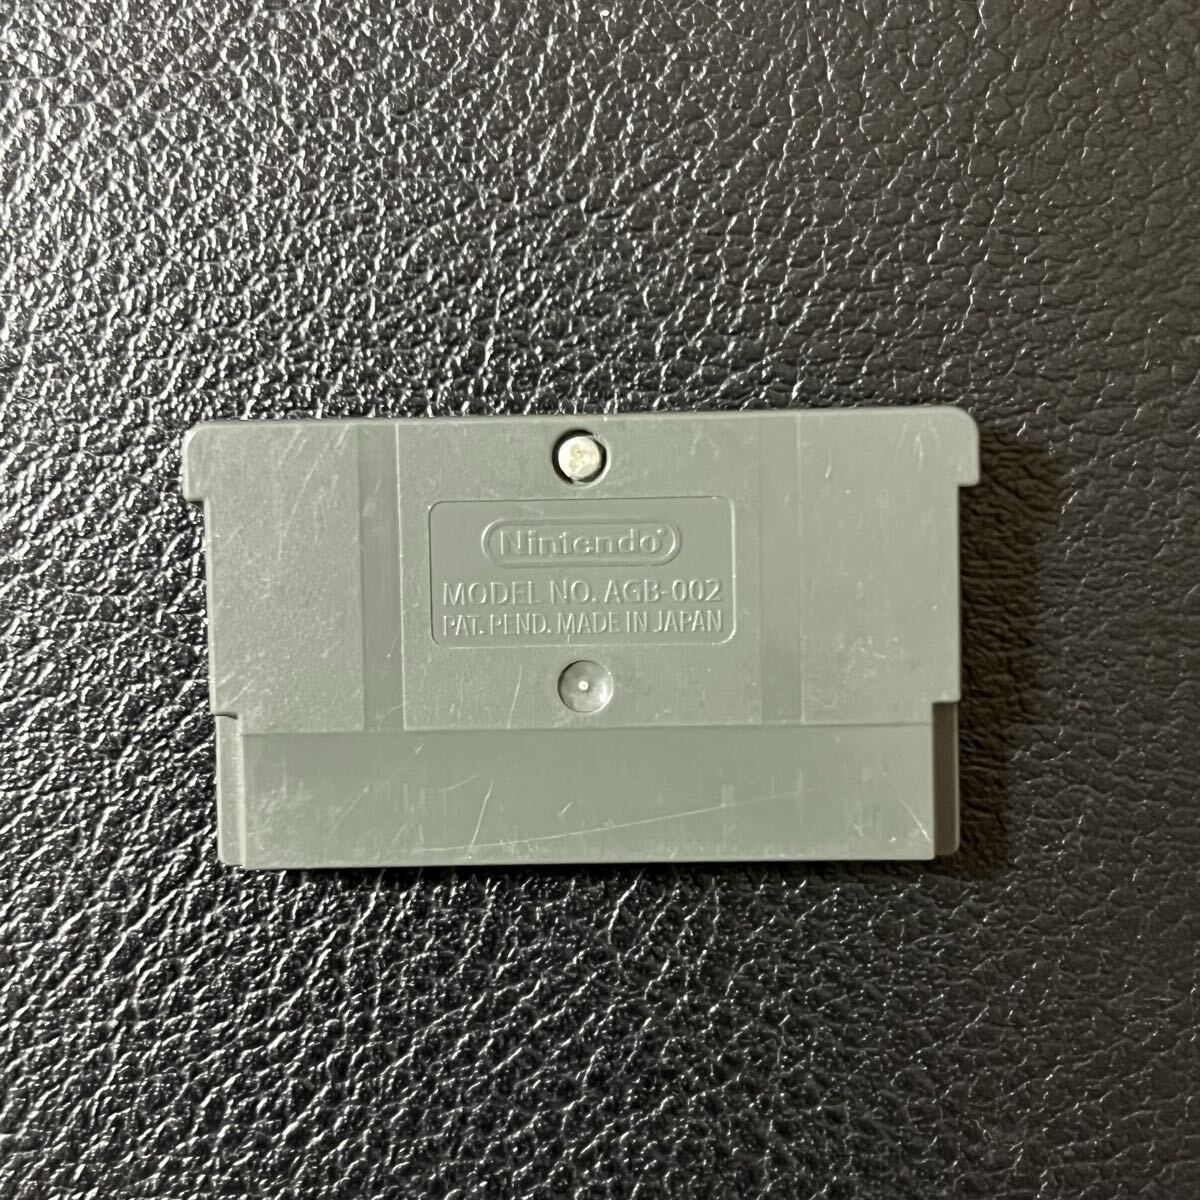 Nintendo®
MODEL NO. AGB-002
PAT. PEND. MADE IN JAPAN